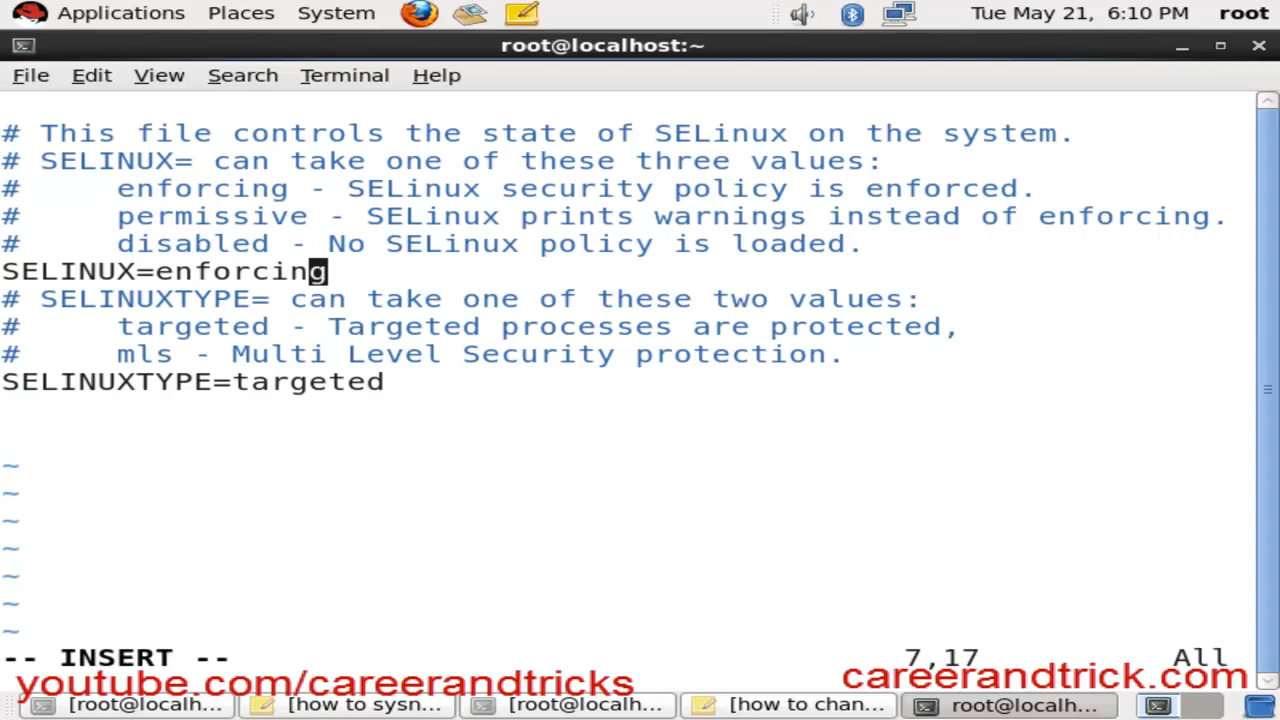 Applications Places System Tue May 21, 6:10 PM root
root@localhost:~
File Edit View Search Terminal Help
# This file controls the state of SELinux on the system.
# SELINUX= can take one of these three values:
# enforcing - SELinux security policy is enforced.
# permissive - SELinux prints warnings instead of enforcing.
# disabled - No SELinux policy is loaded.
SELINUX=enforcing
# SELINUXTYPE= can take one of these two values:
# targeted - Targeted processes are protected,
# mls - Multi Level Security protection.
SELINUXTYPE=targeted
~
~
~
~
~
~
~
-- INSERT -- 7,17 All
youtube.com/careerandtricks careerandtrick.com
[root@localh... [how to sysn... [root@localh... [how to chan... root@localh...